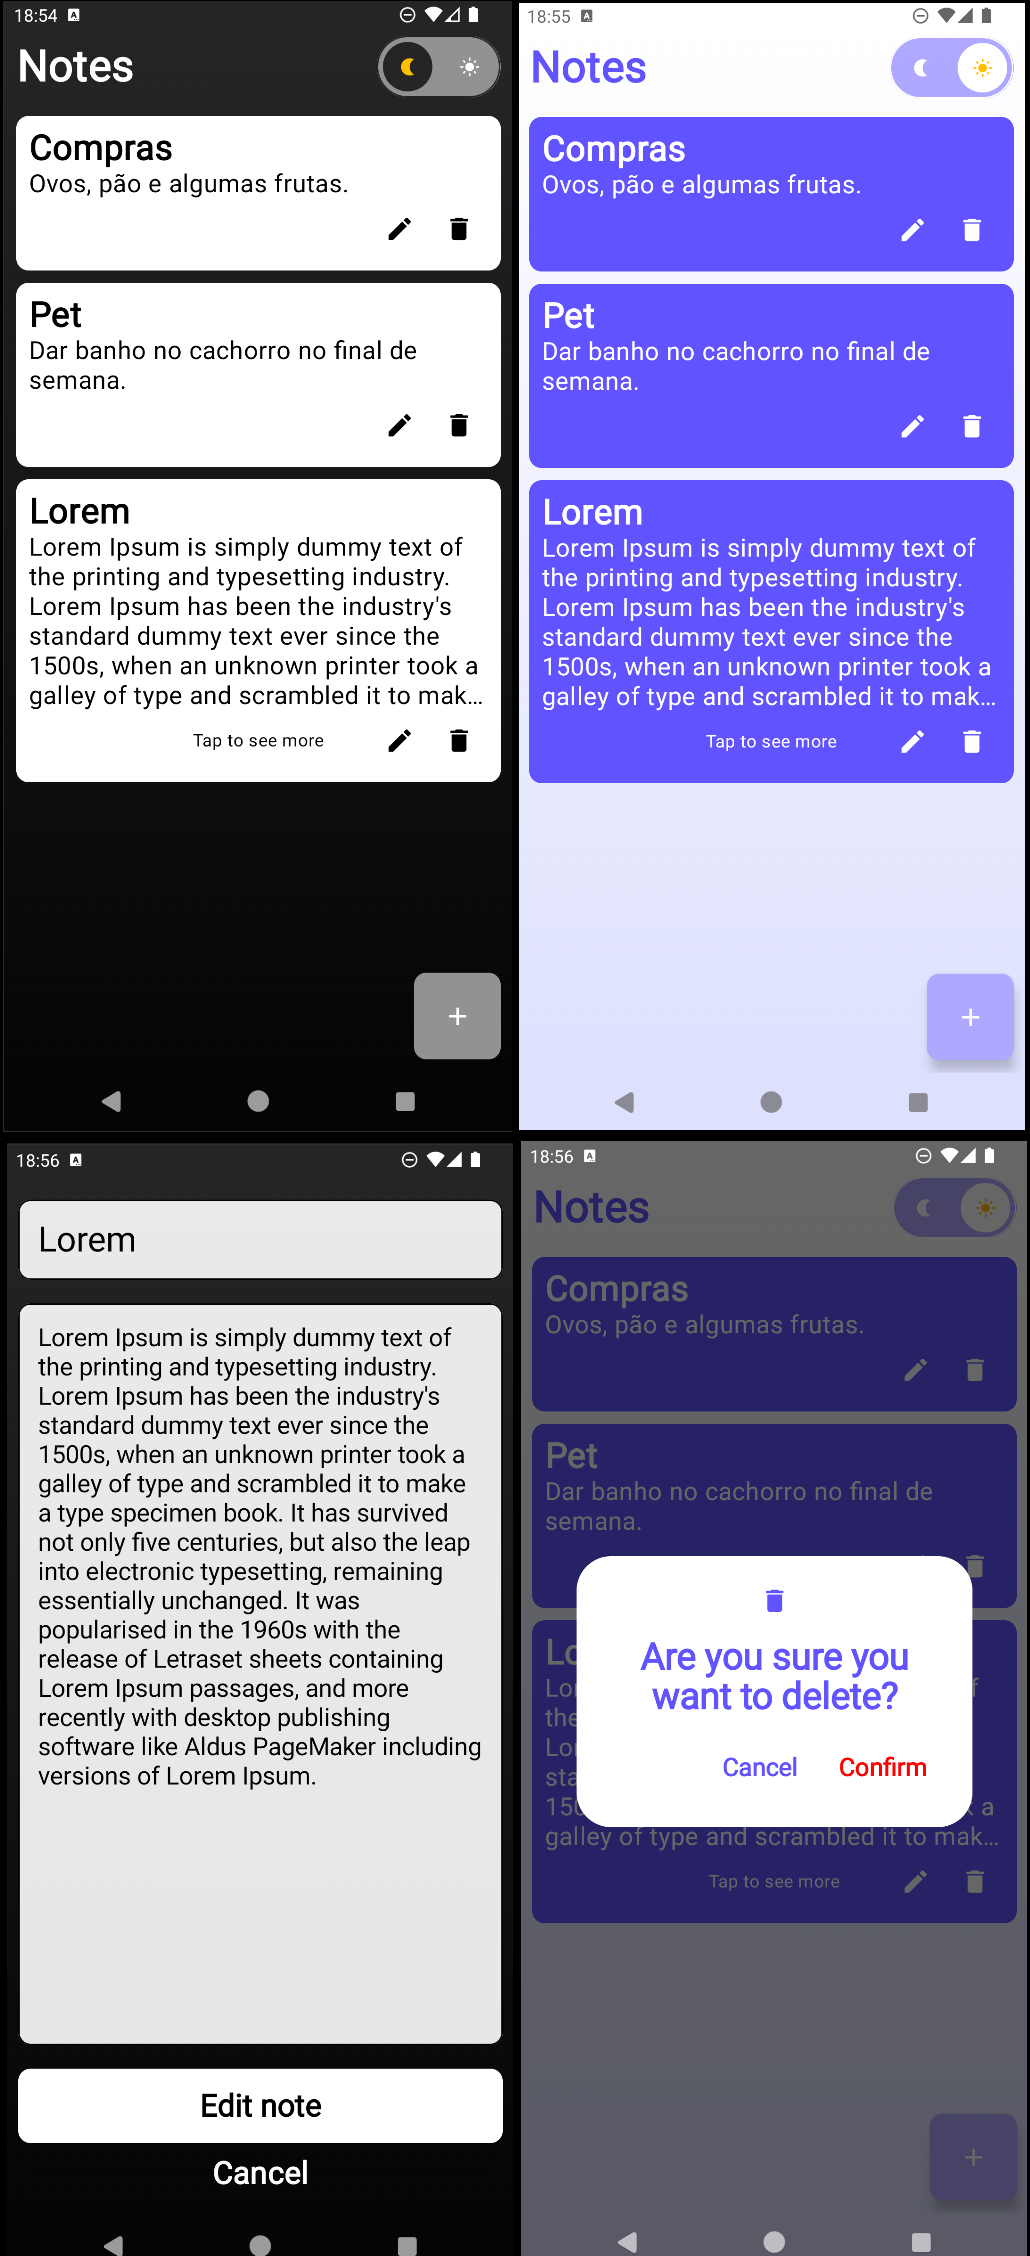 18:54
Notes
Compras
Ovos, pão e algumas frutas.
Pet
Dar banho no cachorro no final de
semana.
Lorem
Lorem Ipsum is simply dummy text of
the printing and typesetting industry.
Lorem Ipsum has been the industry's
standard dummy text ever since the
1500s, when an unknown printer took a
galley of type and scrambled it to mak...
Tap to see more
+
18:55
Notes
Compras
Ovos, pão e algumas frutas.
Pet
Dar banho no cachorro no final de
semana.
Lorem
Lorem Ipsum is simply dummy text of
the printing and typesetting industry.
Lorem Ipsum has been the industry's
standard dummy text ever since the
1500s, when an unknown printer took a
galley of type and scrambled it to mak...
Tap to see more
+
18:56
Lorem
Lorem Ipsum is simply dummy text of
the printing and typesetting industry.
Lorem Ipsum has been the industry's
standard dummy text ever since the
1500s, when an unknown printer took a
galley of type and scrambled it to make
a type specimen book. It has survived
not only five centuries, but also the leap
into electronic typesetting, remaining
essentially unchanged. It was
popularised in the 1960s with the
release of Letraset sheets containing
Lorem Ipsum passages, and more
recently with desktop publishing
software like Aldus PageMaker including
versions of Lorem Ipsum.
Edit note
Cancel
18:56
Notes
Compras
Ovos, pão e algumas frutas.
Pet
Dar banho no cachorro no final de
semana.
Are you sure you
want to delete?
Cancel Confirm
galley of type and scrambled it to mak...
Tap to see more
+